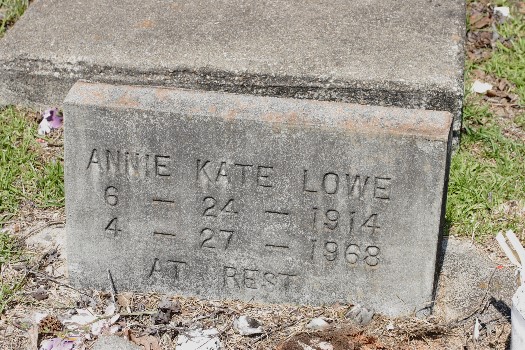 ANNIE KATE LOWE
6 — 24 — 1914
4 — 27 — 1968
AT REST